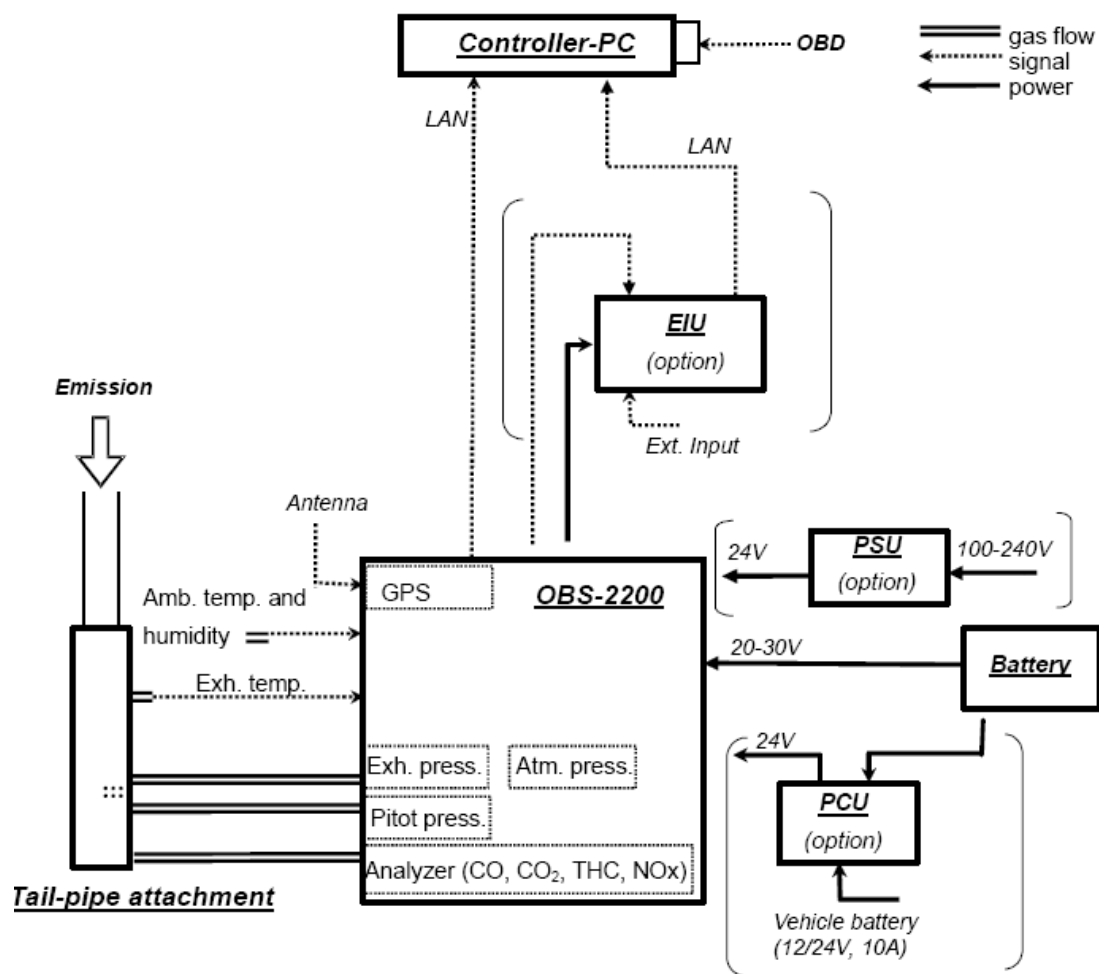 Controller-PC
OBD
gas flow
signal
power
LAN
LAN
EIU
(option)
Ext. Input
Emission
Antenna
Amb. temp. and
humidity
Exh. temp.
GPS
OBS-2200
Exh. press.
Atm. press.
Pitot press.
Analyzer (CO, CO₂, THC, NOx)
Tail-pipe attachment
24V
PSU
(option)
100-240V
20-30V
Battery
24V
PCU
(option)
Vehicle battery
(12/24V, 10A)